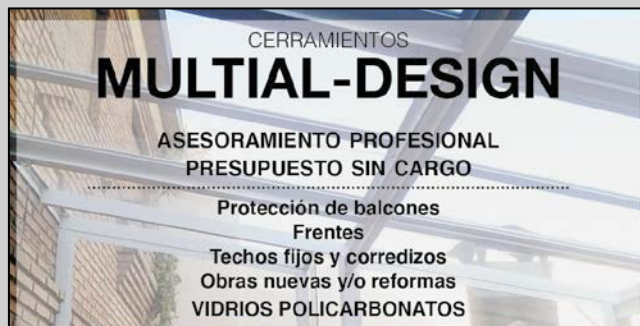 CERRAMIENTOS
MULTIAL-DESIGN
ASESORAMIENTO PROFESIONAL
PRESUPUESTO SIN CARGO
Protección de balcones
Frentes
Techos fijos y corredizos
Obras nuevas y/o reformas
VIDRIOS POLICARBONATOS